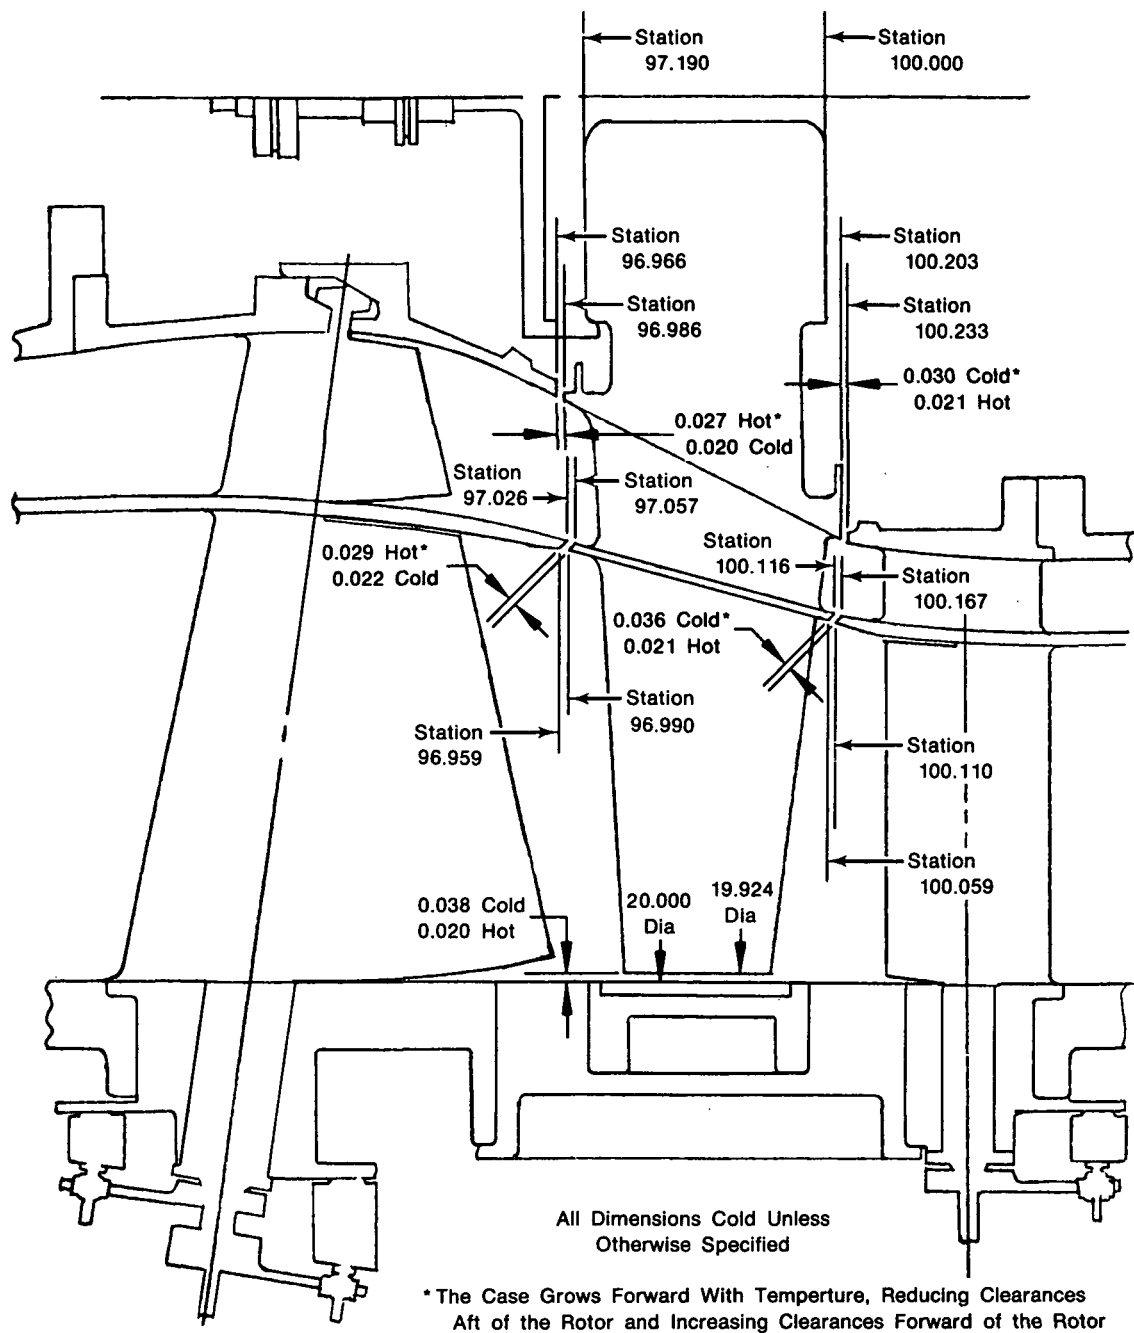 Station
97.190
Station
100.000
Station
96.966
Station
100.203
Station
96.986
Station
100.233
0.030 Cold*
0.021 Hot
0.027 Hot*
0.020 Cold
Station
97.026
Station
97.057
Station
100.116
0.029 Hot*
0.022 Cold
Station
100.167
0.036 Cold*
0.021 Hot
Station
96.990
Station
96.959
Station
100.110
Station
100.059
0.038 Cold
0.020 Hot
20.000
Dia
19.924
Dia
All Dimensions Cold Unless
Otherwise Specified
* The Case Grows Forward With Temperture, Reducing Clearances
Aft of the Rotor and Increasing Clearances Forward of the Rotor